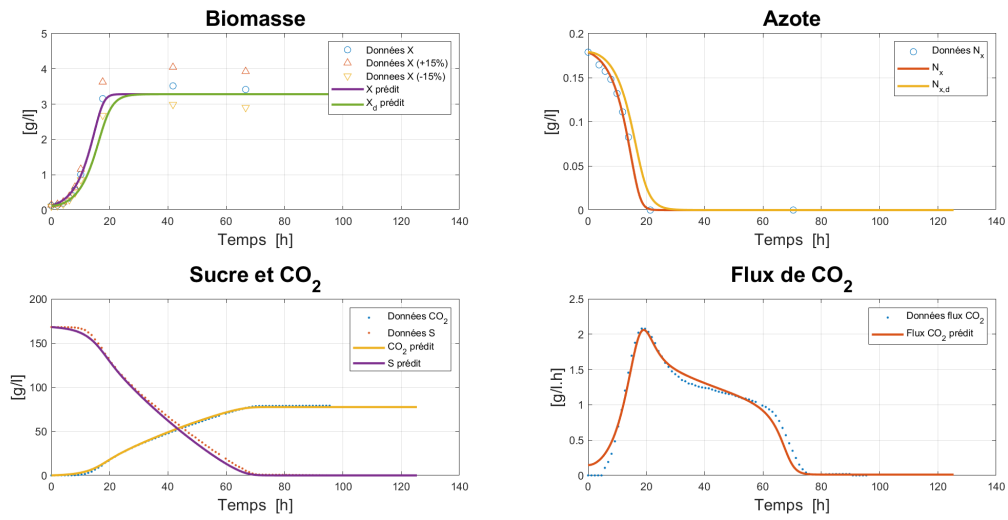 Biomasse
[g/l]
5
4
3
2
1
0
0 20 40 60 80 100 120 140
Temps [h]
Données X
Données X (+15%)
Donnees X (-15%)
X prédit
X_d prédit
Azote
[g/l]
0.2
0.15
0.1
0.05
0
0 20 40 60 80 100 120 140
Temps [h]
Données N_x
N_x
N_x,d
Sucre et CO_2
[g/l]
200
150
100
50
0
0 20 40 60 80 100 120 140
Temps [h]
Données CO_2
Données S
CO_2 prédit
S prédit
Flux de CO_2
[g/l.h]
2.5
2
1.5
1
0.5
0
0 20 40 60 80 100 120 140
Temps [h]
Données flux CO_2
Flux CO_2 prédit